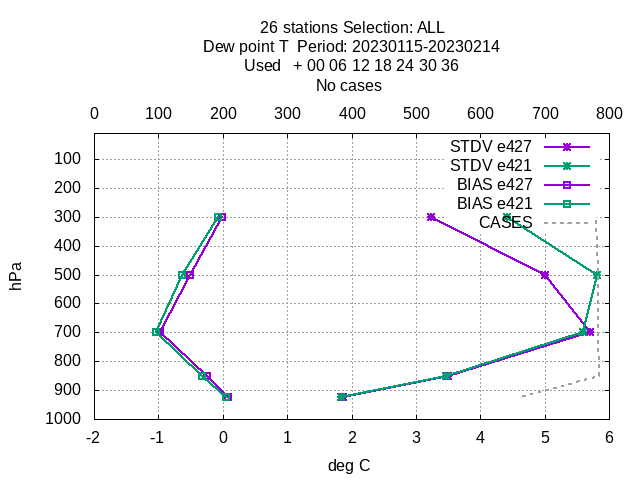 26 stations Selection: ALL
Dew point T  Period: 20230115-20230214
Used   + 00 06 12 18 24 30 36
No cases
0 100 200 300 400 500 600 700 800
STDV e427
STDV e421
BIAS e427
BIAS e421
CASES
100
200
300
400
500
600
700
800
900
1000
hPa
-2 -1 0 1 2 3 4 5 6
deg C